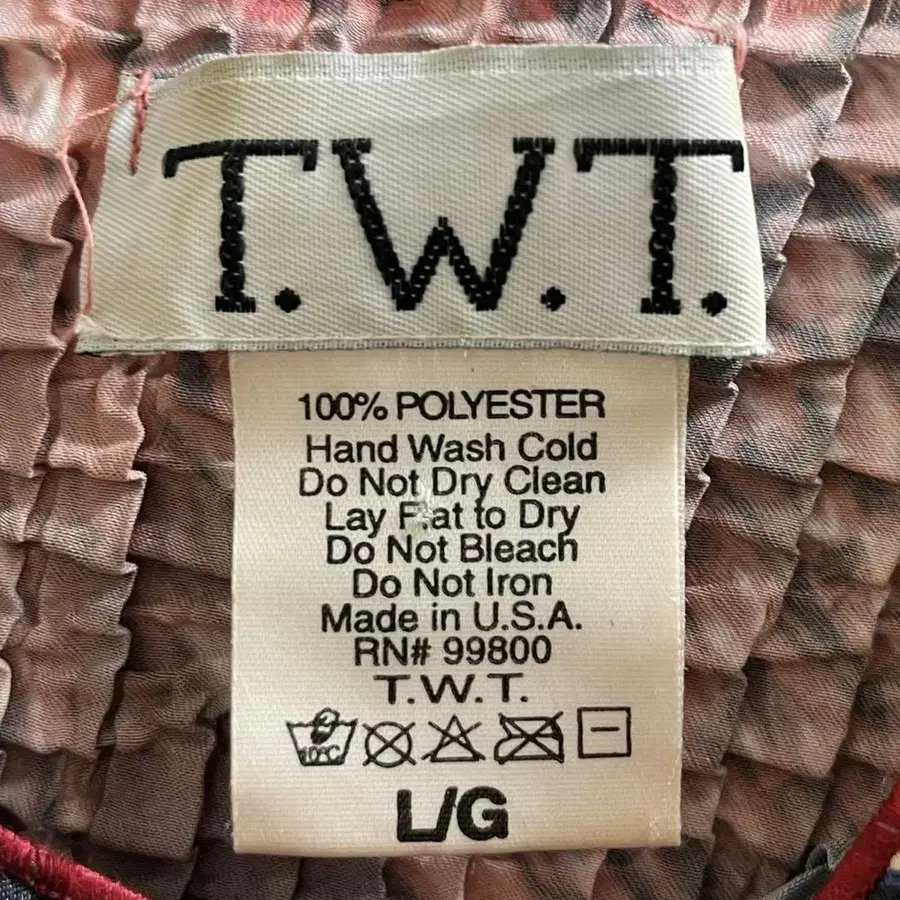 T.W.T.
100% POLYESTER
Hand Wash Cold
Do Not Dry Clean
Lay Flat to Dry
Do Not Bleach
Do Not Iron
Made in U.S.A.
RN# 99800
T.W.T.
10°C
L/G